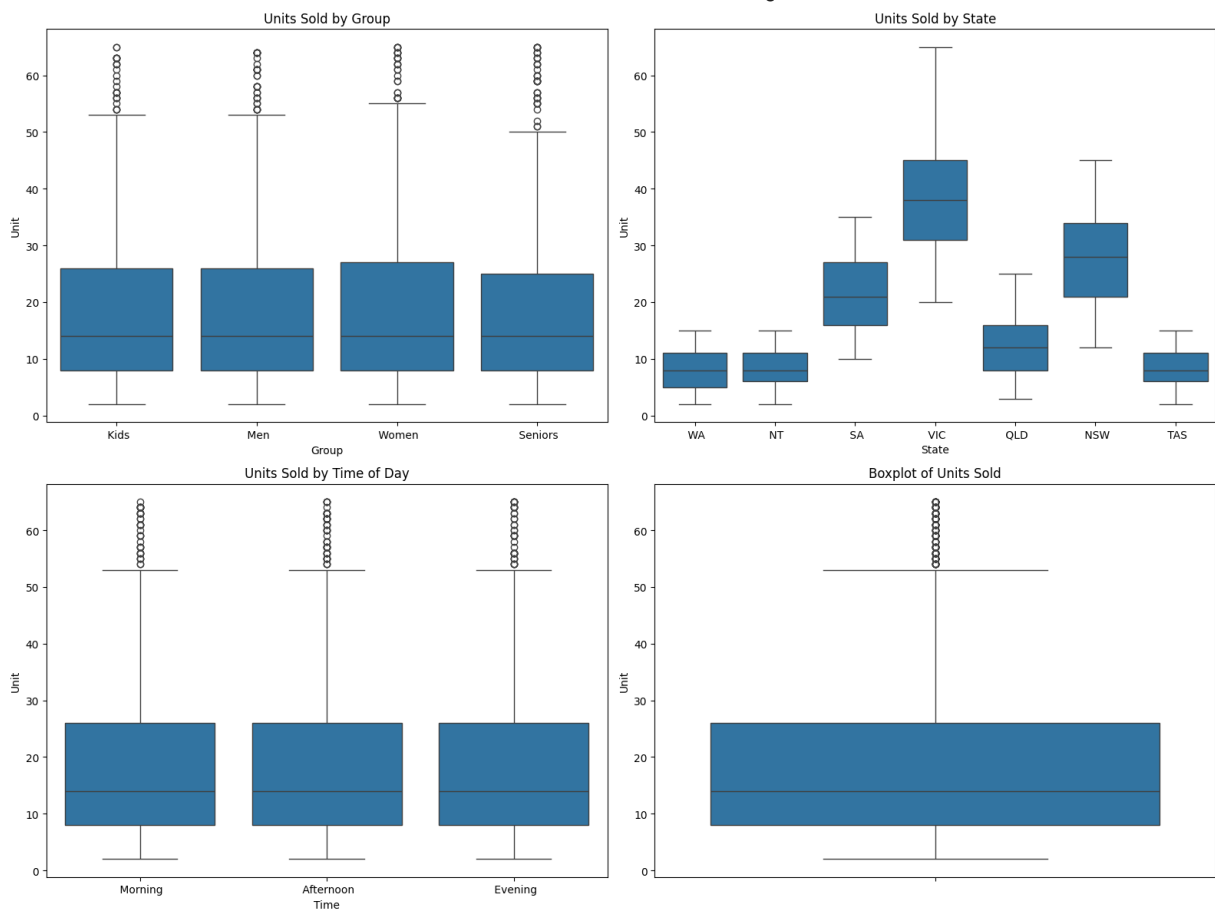 Units Sold by Group
60
50
40
30
20
10
0
Unit
Kids Men Women Seniors
Group
Units Sold by State
60
50
40
30
20
10
0
Unit
WA NT SA VIC QLD NSW TAS
State
Units Sold by Time of Day
60
50
40
30
20
10
0
Unit
Morning Afternoon Evening
Time
Boxplot of Units Sold
60
50
40
30
20
10
0
Unit